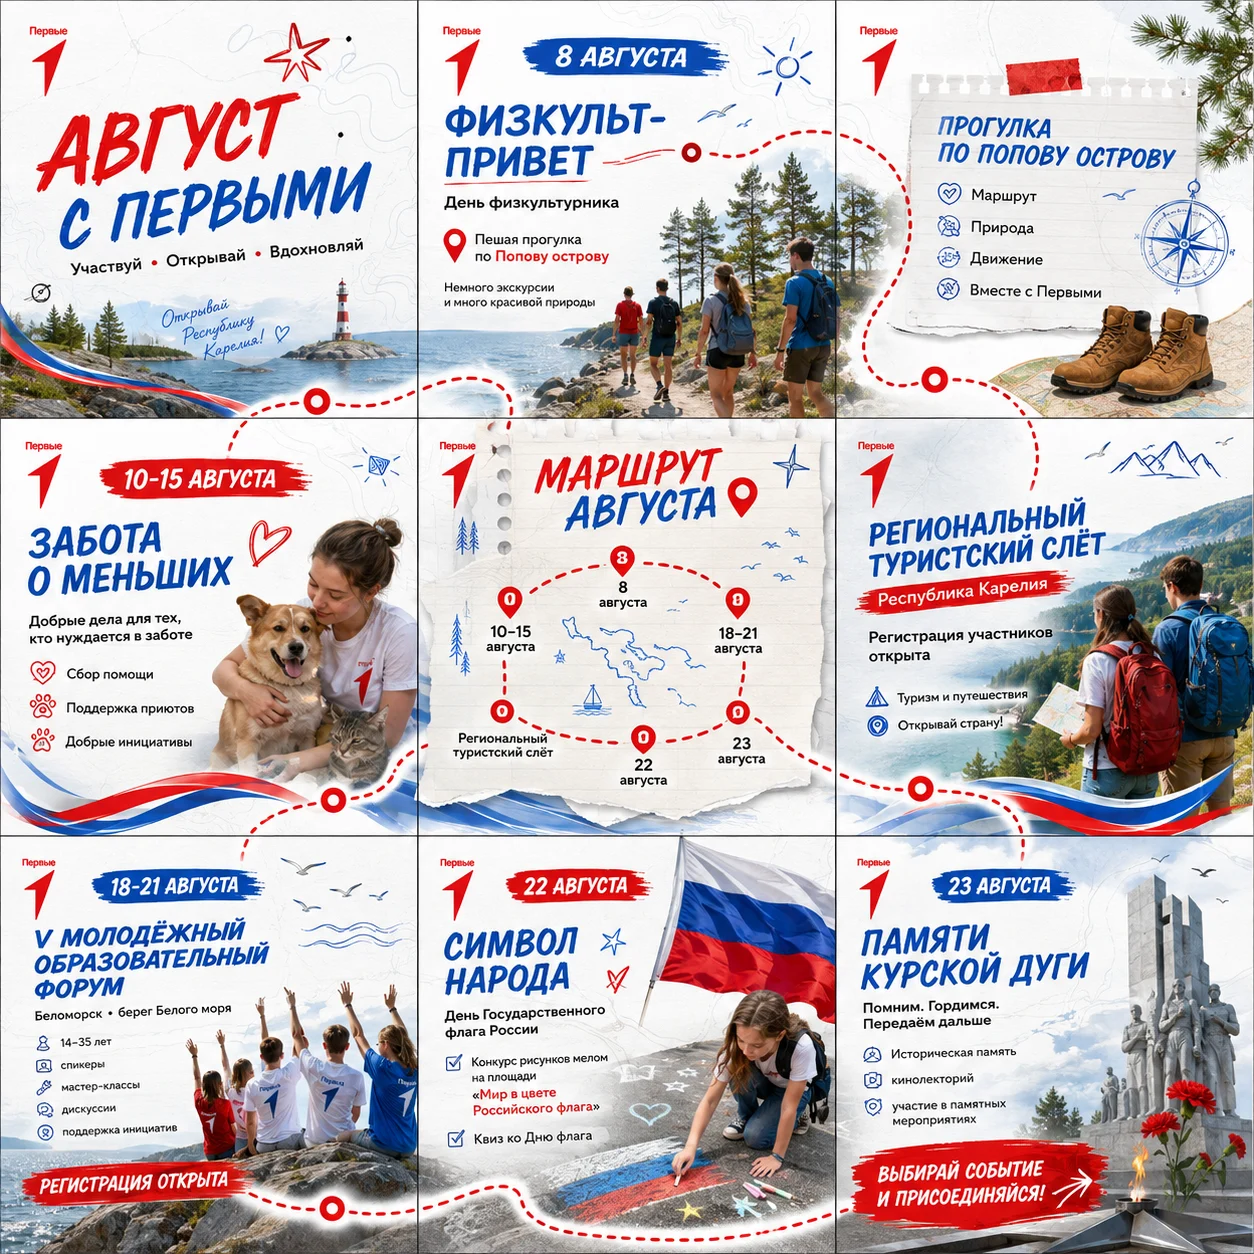 Первые
АВГУСТ
С ПЕРВЫМИ
Участвуй • Открывай • Вдохновляй
Открывай
Республику
Карелия!
Первые
8 АВГУСТА
ФИЗКУЛЬТ-
ПРИВЕТ
День физкультурника
Пешая прогулка
по Попову острову
Немного экскурсии
и много красивой природы
Первые
ПРОГУЛКА
ПО ПОПОВУ ОСТРОВУ
Маршрут
Природа
Движение
Вместе с Первыми
Первые
10-15 АВГУСТА
ЗАБОТА
О МЕНЬШИХ
Добрые дела для тех,
кто нуждается в заботе
Сбор помощи
Поддержка приютов
Добрые инициативы
Первые
МАРШРУТ
АВГУСТА
8
8
августа
10-15
августа
18-21
августа
Региональный
туристский слёт
22
августа
23
августа
Первые
РЕГИОНАЛЬНЫЙ
ТУРИСТСКИЙ СЛЁТ
Республика Карелия
Регистрация участников
открыта
Туризм и путешествия
Открывай страну!
Первые
18-21 АВГУСТА
V МОЛОДЁЖНЫЙ
ОБРАЗОВАТЕЛЬНЫЙ
ФОРУМ
Беломорск • берег Белого моря
14-35 лет
спикеры
мастер-классы
дискуссии
поддержка инициатив
РЕГИСТРАЦИЯ ОТКРЫТА
Первые
22 АВГУСТА
СИМВОЛ
НАРОДА
День Государственного
флага России
Конкурс рисунков мелом
на площади
«Мир в цвете
Российского флага»
Квиз ко Дню флага
Первые
23 АВГУСТА
ПАМЯТИ
КУРСКОЙ ДУГИ
Помним. Гордимся.
Передаём дальше
Историческая память
кинолекторий
участие в памятных
мероприятиях
ВЫБИРАЙ СОБЫТИЕ
И ПРИСОЕДИНЯЙСЯ!